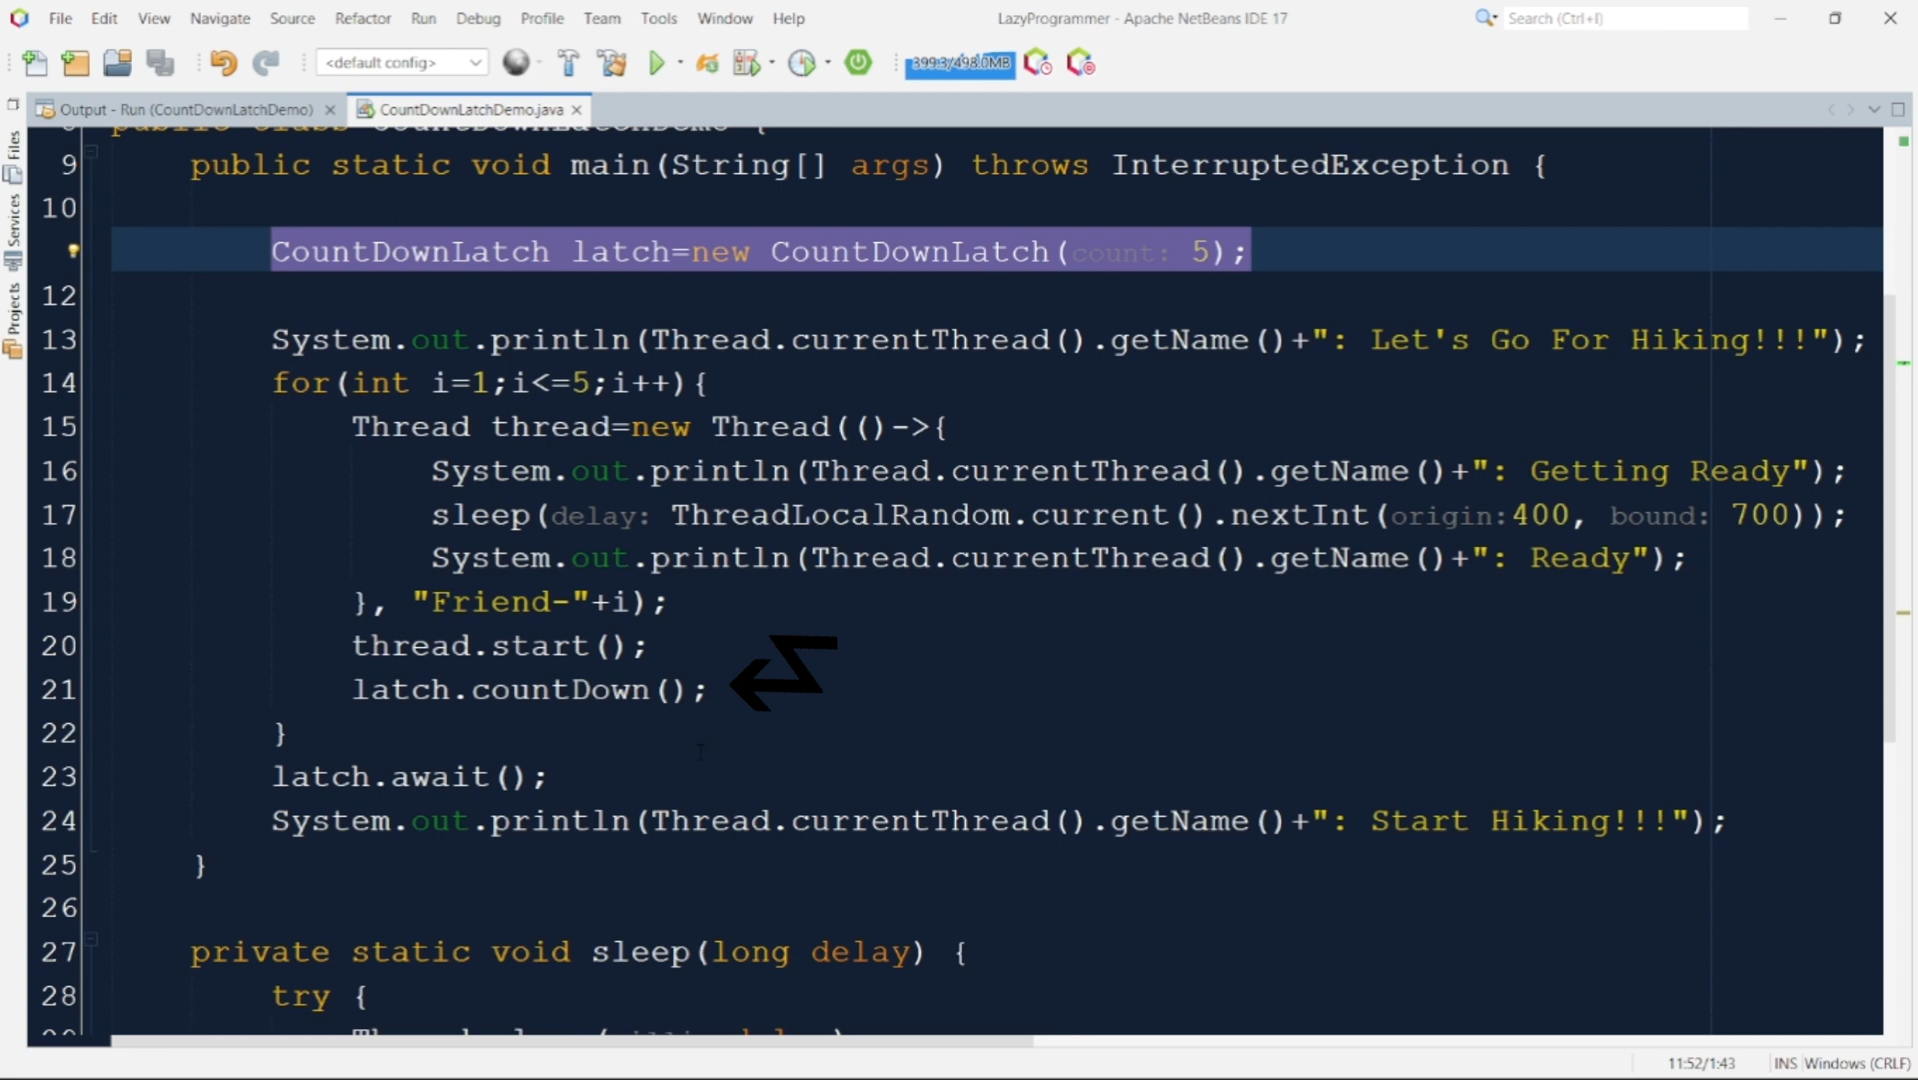 File Edit View Navigate Source Refactor Run Debug Profile Team Tools Window Help
LazyProgrammer - Apache NetBeans IDE 17
Search (Ctrl+I)
<default config>
399.3/498.0MB
Output - Run (CountDownLatchDemo)
CountDownLatchDemo.java
Files
Services
Projects
public class CountDownLatchDemo {
9 public static void main(String[] args) throws InterruptedException {
10
CountDownLatch latch=new CountDownLatch(count: 5);
12
13 System.out.println(Thread.currentThread().getName()+": Let's Go For Hiking!!!");
14 for(int i=1;i<=5;i++){
15 Thread thread=new Thread(()->{
16 System.out.println(Thread.currentThread().getName()+": Getting Ready");
17 sleep(delay: ThreadLocalRandom.current().nextInt(origin:400, bound: 700));
18 System.out.println(Thread.currentThread().getName()+": Ready");
19 }, "Friend-"+i);
20 thread.start();
21 latch.countDown();
22 }
23 latch.await();
24 System.out.println(Thread.currentThread().getName()+": Start Hiking!!!");
25 }
26
27 private static void sleep(long delay) {
28 try {
11:52/1:43 INS Windows (CRLF)